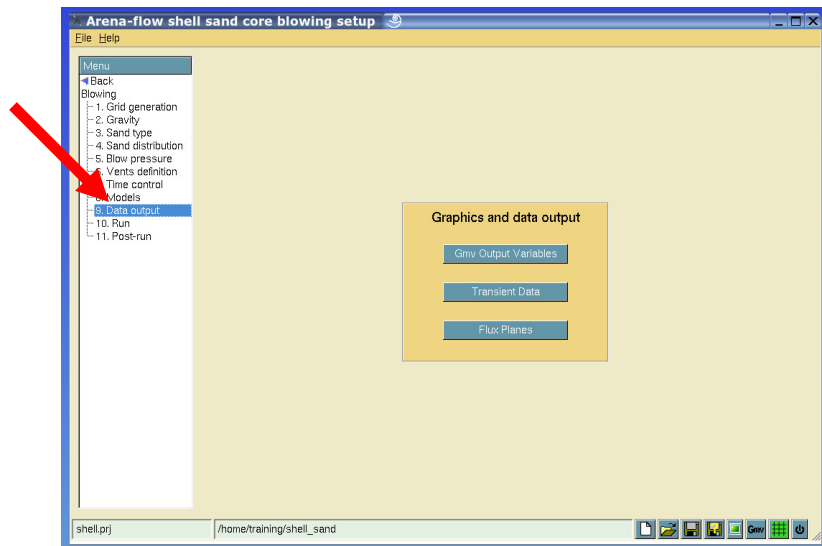 Arena-flow shell sand core blowing setup
File Help
Menu
Back
Blowing
1. Grid generation
2. Gravity
3. Sand type
4. Sand distribution
5. Blow pressure
Vents definition
Time control
Models
9. Data output
10. Run
11. Post-run
Graphics and data output
Gmv Output Variables
Transient Data
Flux Planes
shell.prj
/home/training/shell_sand
Gmv